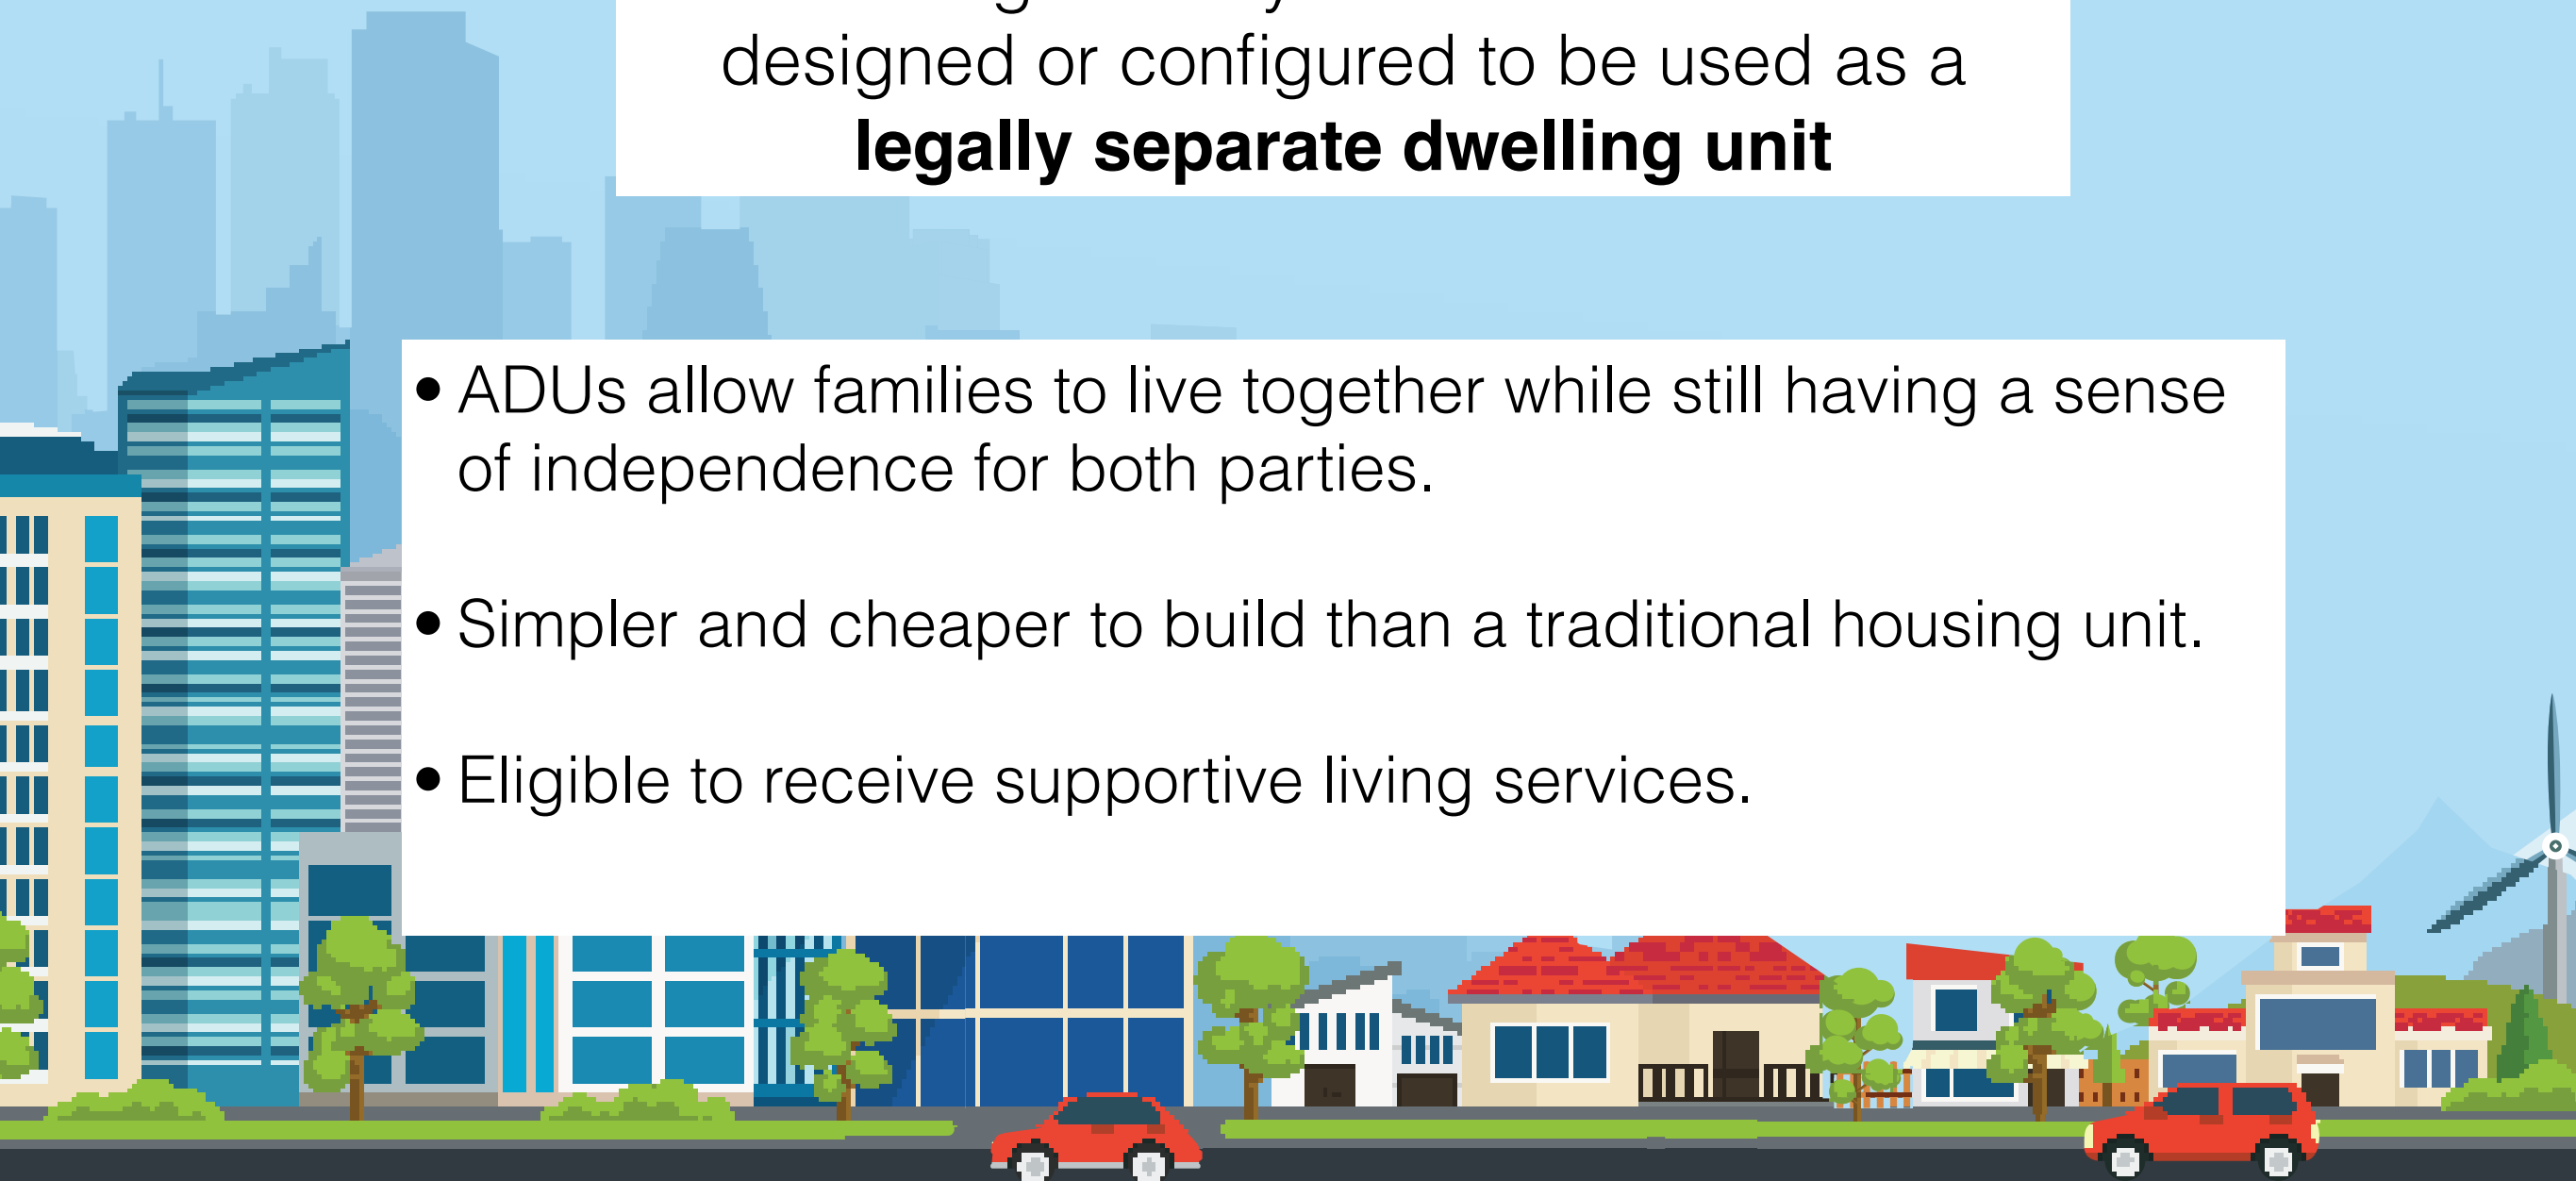 designed or configured to be used as a
legally separate dwelling unit
• ADUs allow families to live together while still having a sense
of independence for both parties.
• Simpler and cheaper to build than a traditional housing unit.
• Eligible to receive supportive living services.